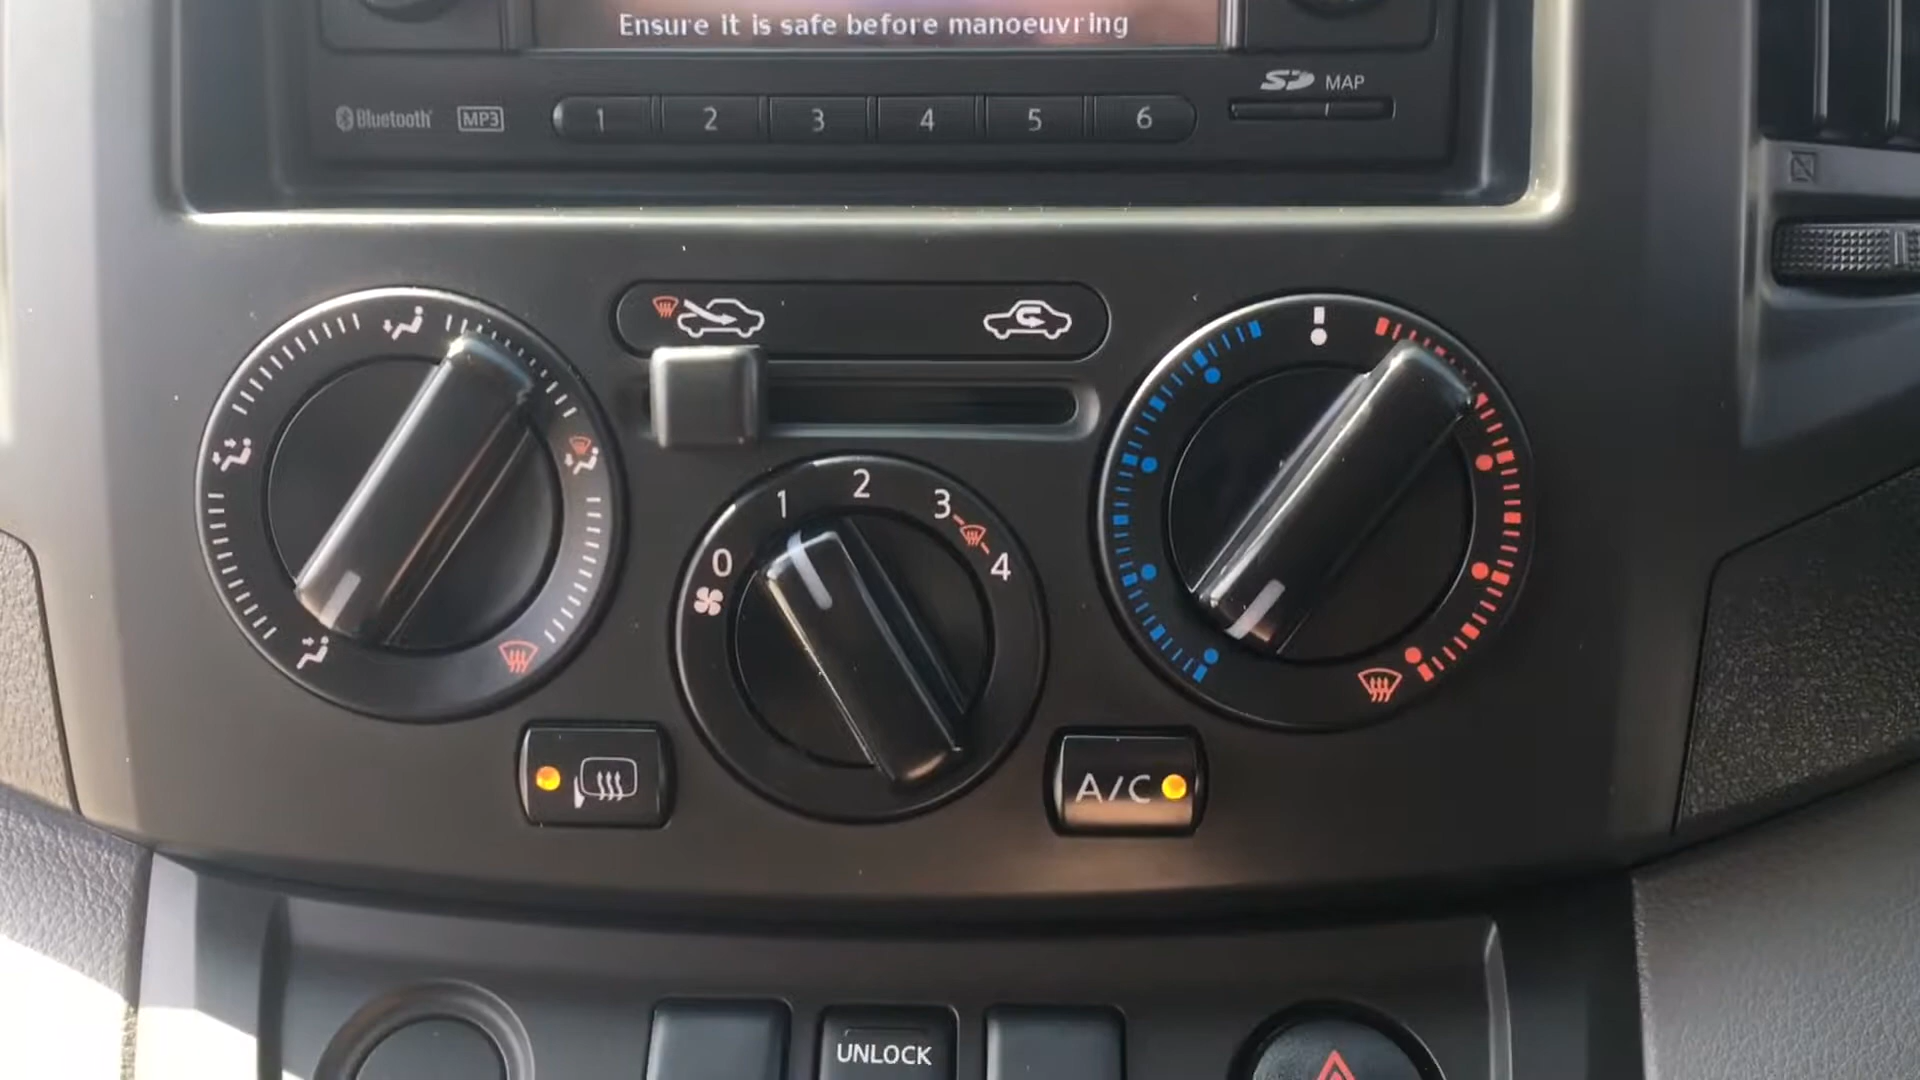 Ensure it is safe before manoeuvring
Bluetooth MP3 1 2 3 4 5 6 SD MAP
0 1 2 3 4
A/C
UNLOCK